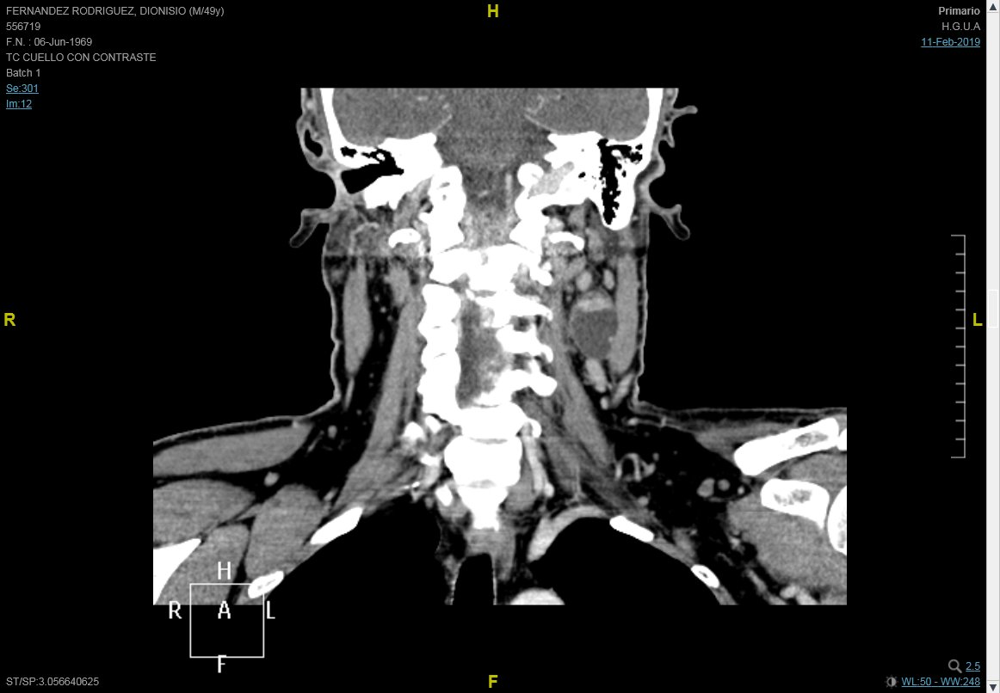 FERNANDEZ RODRIGUEZ, DIONISIO (M/49y)
556719
F.N. : 06-Jun-1969
TC CUELLO CON CONTRASTE
Batch 1
Se:301
Im:12
H
Primario
H.G.U.A
11-Feb-2019
R
L
H
R A L
F
ST/SP:3.056640625
F
2.5
WL:50 - WW:248